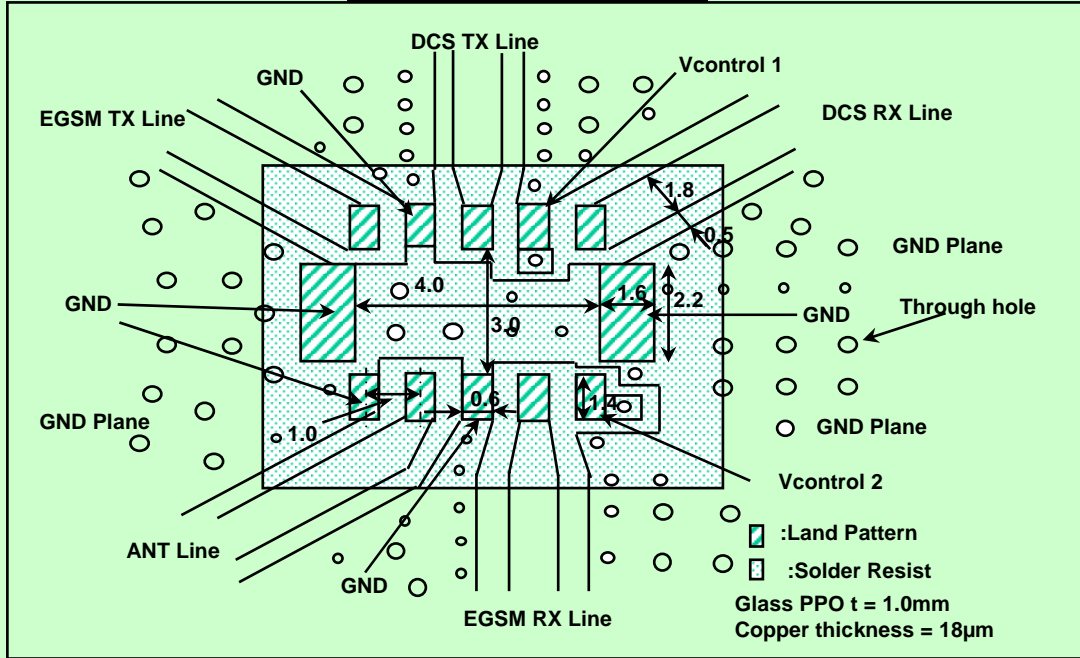 DCS TX Line
GND
Vcontrol 1
EGSM TX Line
DCS RX Line
1.8
0.5
GND Plane
4.0
1.6
2.2
GND
GND
Through hole
3.0
0.6
1.4
GND Plane
1.0
GND Plane
Vcontrol 2
ANT Line
:Land Pattern
GND
:Solder Resist
Glass PPO t = 1.0mm
EGSM RX Line
Copper thickness = 18µm